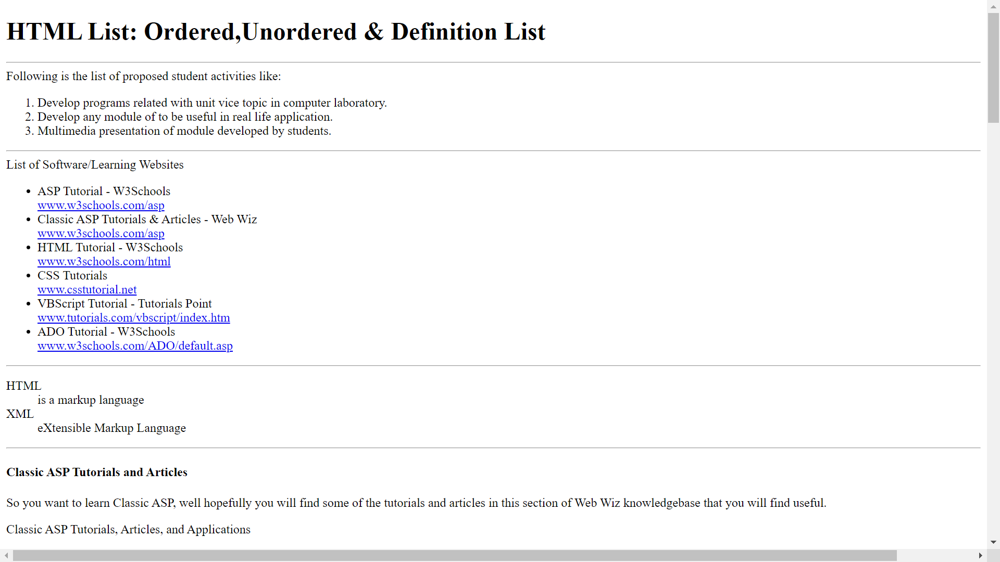 HTML List: Ordered,Unordered & Definition List
Following is the list of proposed student activities like:
1. Develop programs related with unit vice topic in computer laboratory.
2. Develop any module of to be useful in real life application.
3. Multimedia presentation of module developed by students.
List of Software/Learning Websites
• ASP Tutorial - W3Schools
www.w3schools.com/asp
• Classic ASP Tutorials & Articles - Web Wiz
www.w3schools.com/asp
• HTML Tutorial - W3Schools
www.w3schools.com/html
• CSS Tutorials
www.csstutorial.net
• VBScript Tutorial - Tutorials Point
www.tutorials.com/vbscript/index.htm
• ADO Tutorial - W3Schools
www.w3schools.com/ADO/default.asp
HTML
is a markup language
XML
eXtensible Markup Language
Classic ASP Tutorials and Articles
So you want to learn Classic ASP, well hopefully you will find some of the tutorials and articles in this section of Web Wiz knowledgebase that you will find useful.
Classic ASP Tutorials, Articles, and Applications